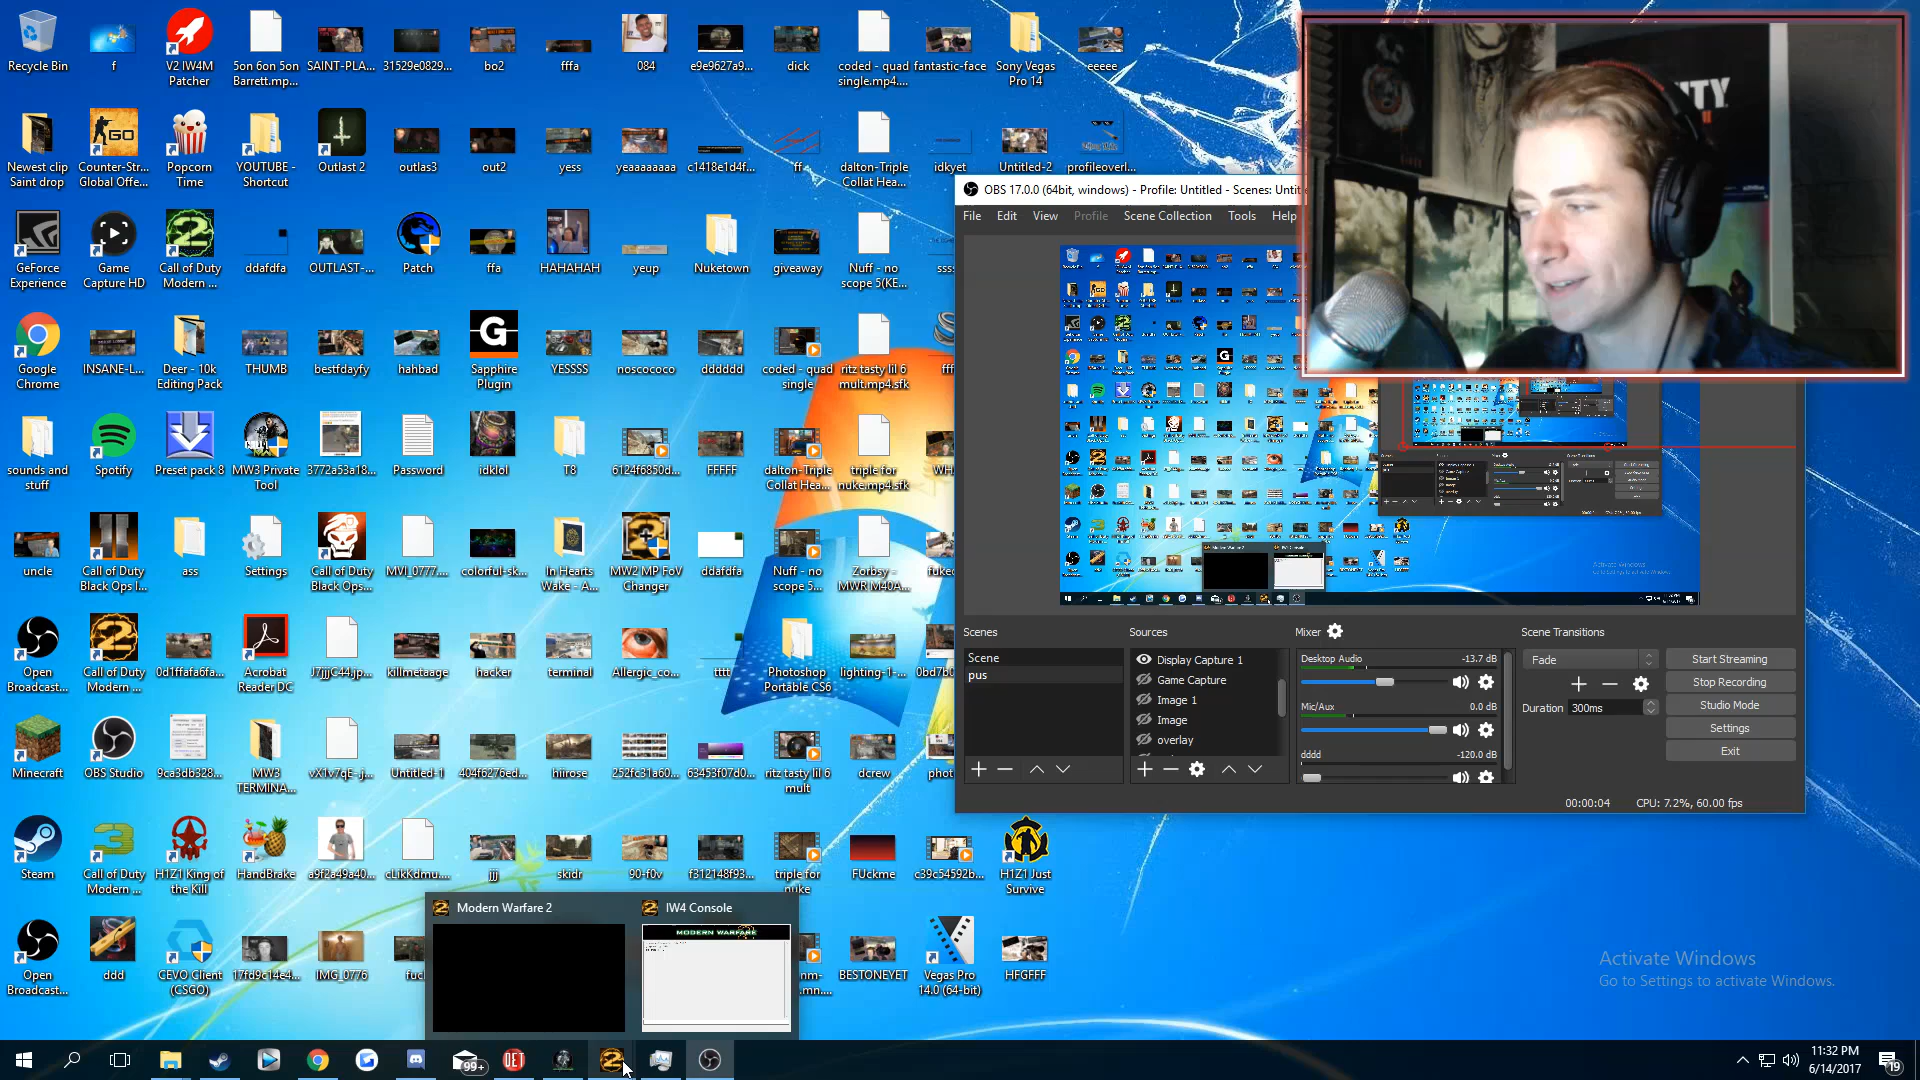 Recycle Bin
f
V2 IW4M
Patcher
5on 6on 5on
Barrett.mp...
SAINT-PLA...
31529e0829...
bo2
fffa
084
e9e9627a9...
dick
coded - quad
single.mp4....
fantastic-face
Sony Vegas
Pro 14
eeeee
Newest clip
Saint drop
Counter-Str...
Global Offe...
Popcorn
Time
YOUTUBE -
Shortcut
Outlast 2
outlas3
out2
yess
yeaaaaaaaa
c1418e1d4f...
ff
dalton-Triple
Collat Hea...
idkyet
Untitled-2
profileoverl...
GeForce
Experience
Game
Capture HD
Call of Duty
Modern ...
ddafdfa
OUTLAST-...
Patch
ffa
HAHAHAH
yeup
Nuketown
giveaway
Nuff - no
scope 5(KE...
Google
Chrome
INSANE-L...
Deer - 10k
Editing Pack
THUMB
bestfdayfy
hahbad
Sapphire
Plugin
YESSSS
noscococo
dddddd
coded - quad
single
ritz tasty lil 6
mult.mp4.sfk
sounds and
stuff
Spotify
Preset pack 8
MW3 Private
Tool
3772a53a18...
Password
idklol
T8
6124f6850d...
FFFFF
dalton-Triple
Collat Hea...
triple for
nuke.mp4.sfk
uncle
Call of Duty
Black Ops I...
ass
Settings
Call of Duty
Black Ops...
MVI_0777....
colorful-sk...
In Hearts
Wake - A...
MW2 MP FoV
Changer
ddafdfa
Nuff - no
scope 5...
Zorbsy -
MWR M40A...
Open
Broadcast...
Call of Duty
Modern ...
0d1ffafa6fa...
Acrobat
Reader DC
J7jjjC44.jp...
killmetaage
hacker
terminal
Allergic_co...
tttt
Photoshop
Portable CS6
lighting-1-...
0bd7b0
Minecraft
OBS Studio
9ca3db328...
MW3
TERMINA...
vX1v7qE-.j...
Untitled-1
404f6276ed...
hiirose
252fc31a60...
63453f07d0...
ritz tasty lil 6
mult
dcrew
phot
Steam
Call of Duty
Modern ...
H1Z1 King of
the Kill
HandBrake
a9f2a49a40...
cLikKdmu....
jjj
skidr
90-f0v
f312148f93...
triple for
nuke
FUckme
c39c54592b...
H1Z1 Just
Survive
Open
Broadcast...
ddd
CEVO Client
(CSGO)
17fd9c14e4...
IMG_0776
BESTONEYET
Vegas Pro
14.0 (64-bit)
HFGFFF
OBS 17.0.0 (64bit, windows) - Profile: Untitled - Scenes: Untit
File Edit View Profile Scene Collection Tools Help
Scenes
Scene
pus
Sources
Display Capture 1
Game Capture
Image 1
Image
overlay
Mixer
Desktop Audio -13.7 dB
Mic/Aux 0.0 dB
dddd -120.0 dB
Scene Transitions
Fade
Duration 300ms
Start Streaming
Stop Recording
Studio Mode
Settings
Exit
00:00:04 CPU: 7.2%, 60.00 fps
Modern Warfare 2
IW4 Console
MODERN WARFARE
Activate Windows
Go to Settings to activate Windows.
99+
DET
11:32 PM
6/14/2017
19